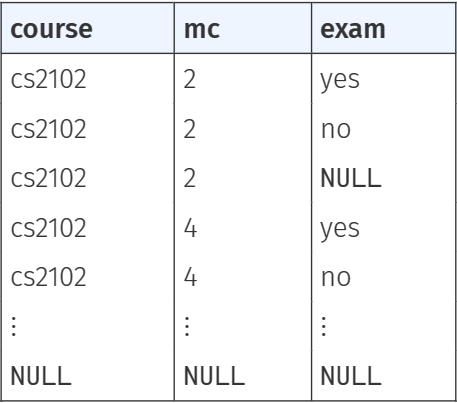 course mc exam
cs2102 2 yes
cs2102 2 no
cs2102 2 NULL
cs2102 4 yes
cs2102 4 no
⋮ ⋮ ⋮
NULL NULL NULL